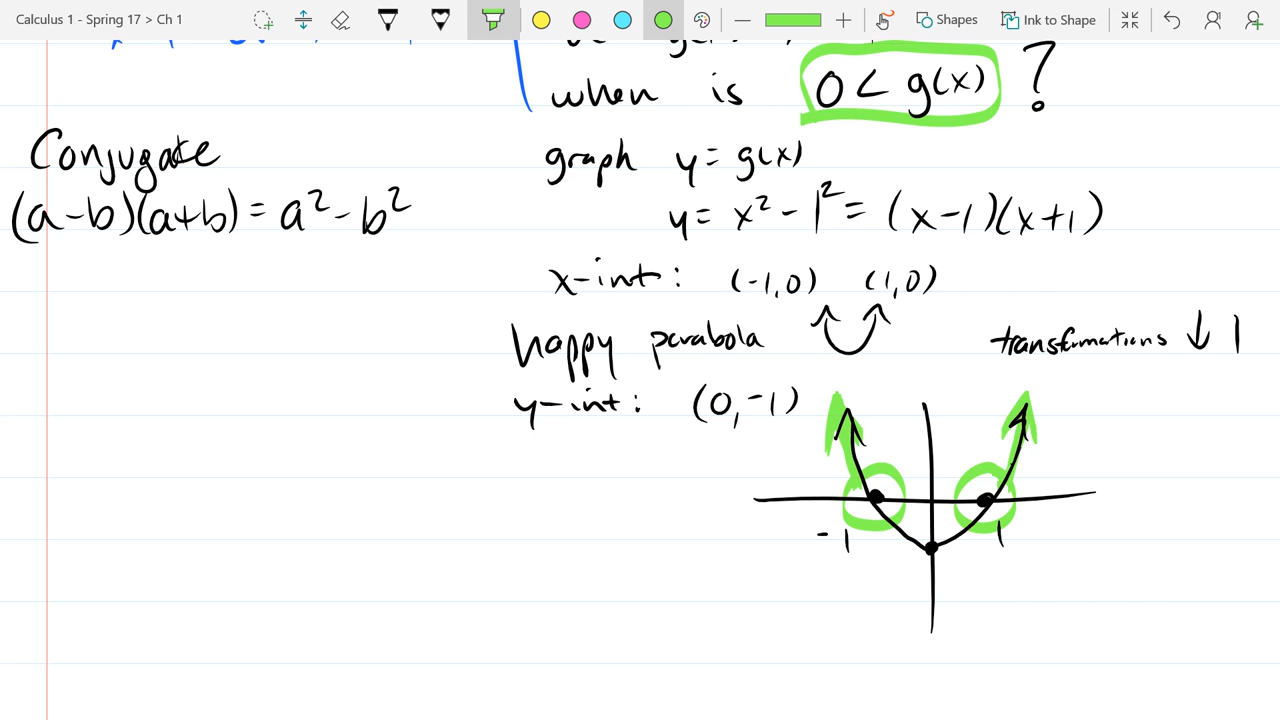 Calculus 1 - Spring 17 > Ch 1
Shapes
Ink to Shape
when is 0 < g(x) ?
Conjugate
(a-b)(a+b) = a² - b²
graph y = g(x)
y = x² - 1² = (x-1)(x+1)
x-int: (-1,0) (1,0)
happy parabola
transformations ↓ 1
y-int: (0,-1)
-1
1